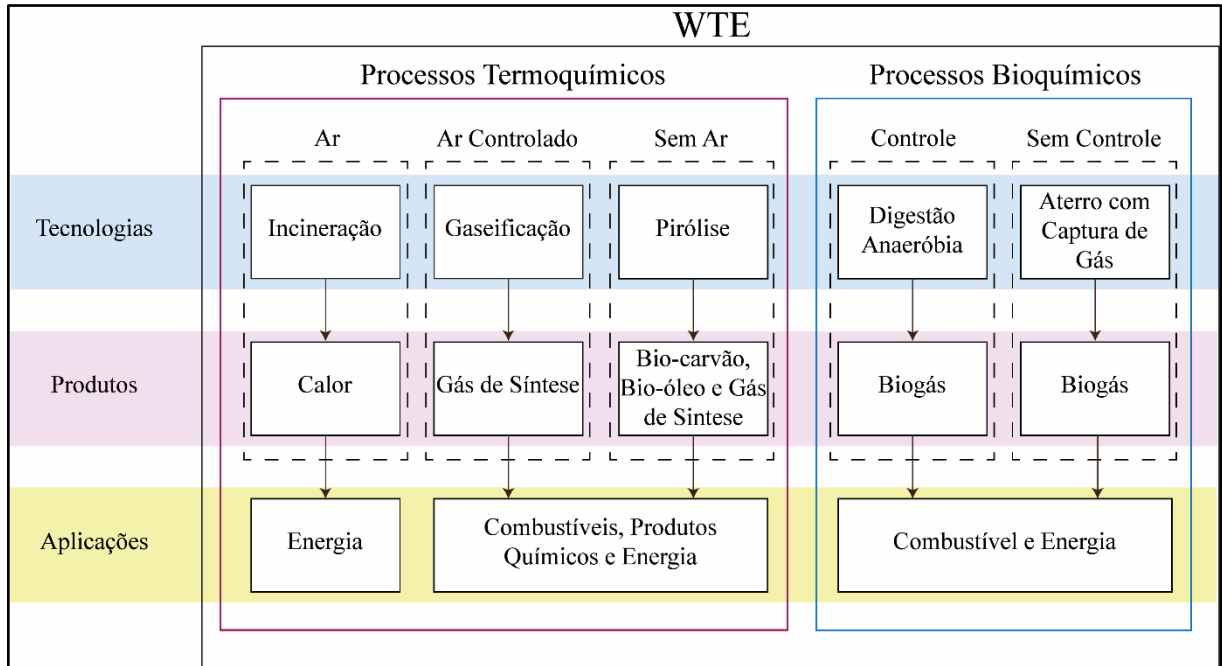 WTE
Processos Termoquímicos
Processos Bioquímicos
Ar
Ar Controlado
Sem Ar
Controle
Sem Controle
Tecnologias
Incineração
Gaseificação
Pirólise
Digestão
Anaeróbia
Aterro com
Captura de
Gás
Produtos
Calor
Gás de Síntese
Bio-carvão,
Bio-óleo e Gás
de Sintese
Biogás
Biogás
Aplicações
Energia
Combustíveis, Produtos
Químicos e Energia
Combustível e Energia